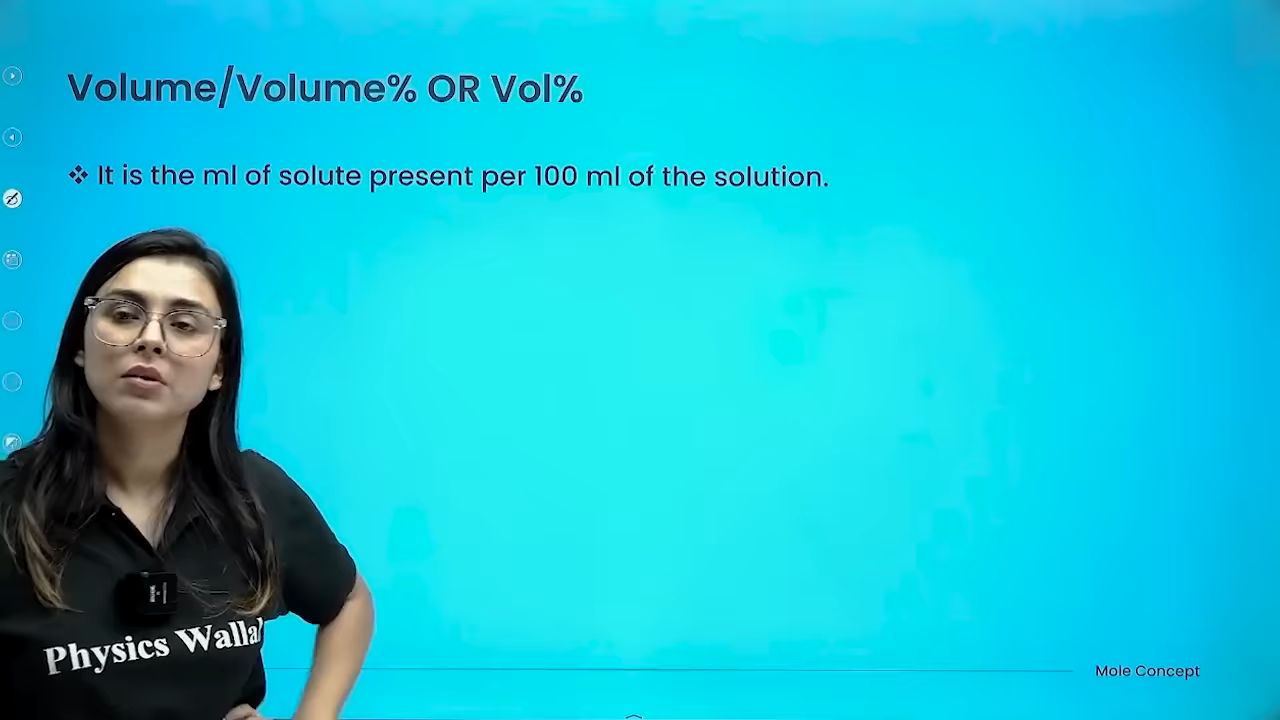 Volume/Volume% OR Vol%
❖ It is the ml of solute present per 100 ml of the solution.
Physics Walla
Mole Concept